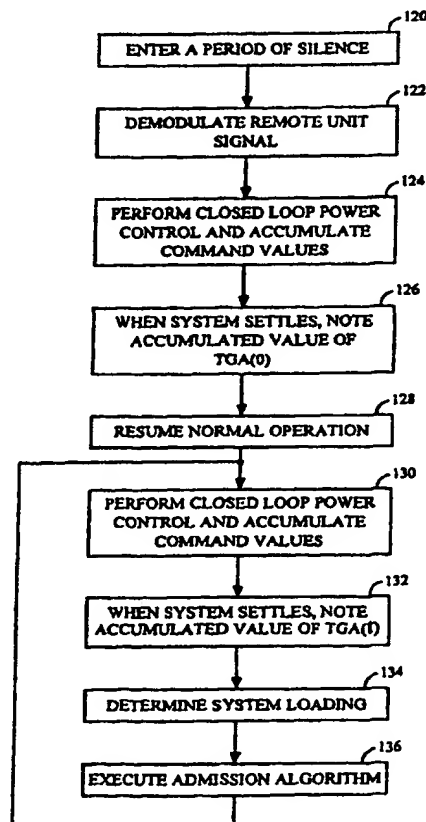 120
ENTER A PERIOD OF SILENCE
122
DEMODULATE REMOTE UNIT
SIGNAL
124
PERFORM CLOSED LOOP POWER
CONTROL AND ACCUMULATE
COMMAND VALUES
126
WHEN SYSTEM SETTLES, NOTE
ACCUMULATED VALUE OF
TGA(0)
128
RESUME NORMAL OPERATION
130
PERFORM CLOSED LOOP POWER
CONTROL AND ACCUMULATE
COMMAND VALUES
132
WHEN SYSTEM SETTLES, NOTE
ACCUMULATED VALUE OF TGA(1)
134
DETERMINE SYSTEM LOADING
136
EXECUTE ADMISSION ALGORITHM